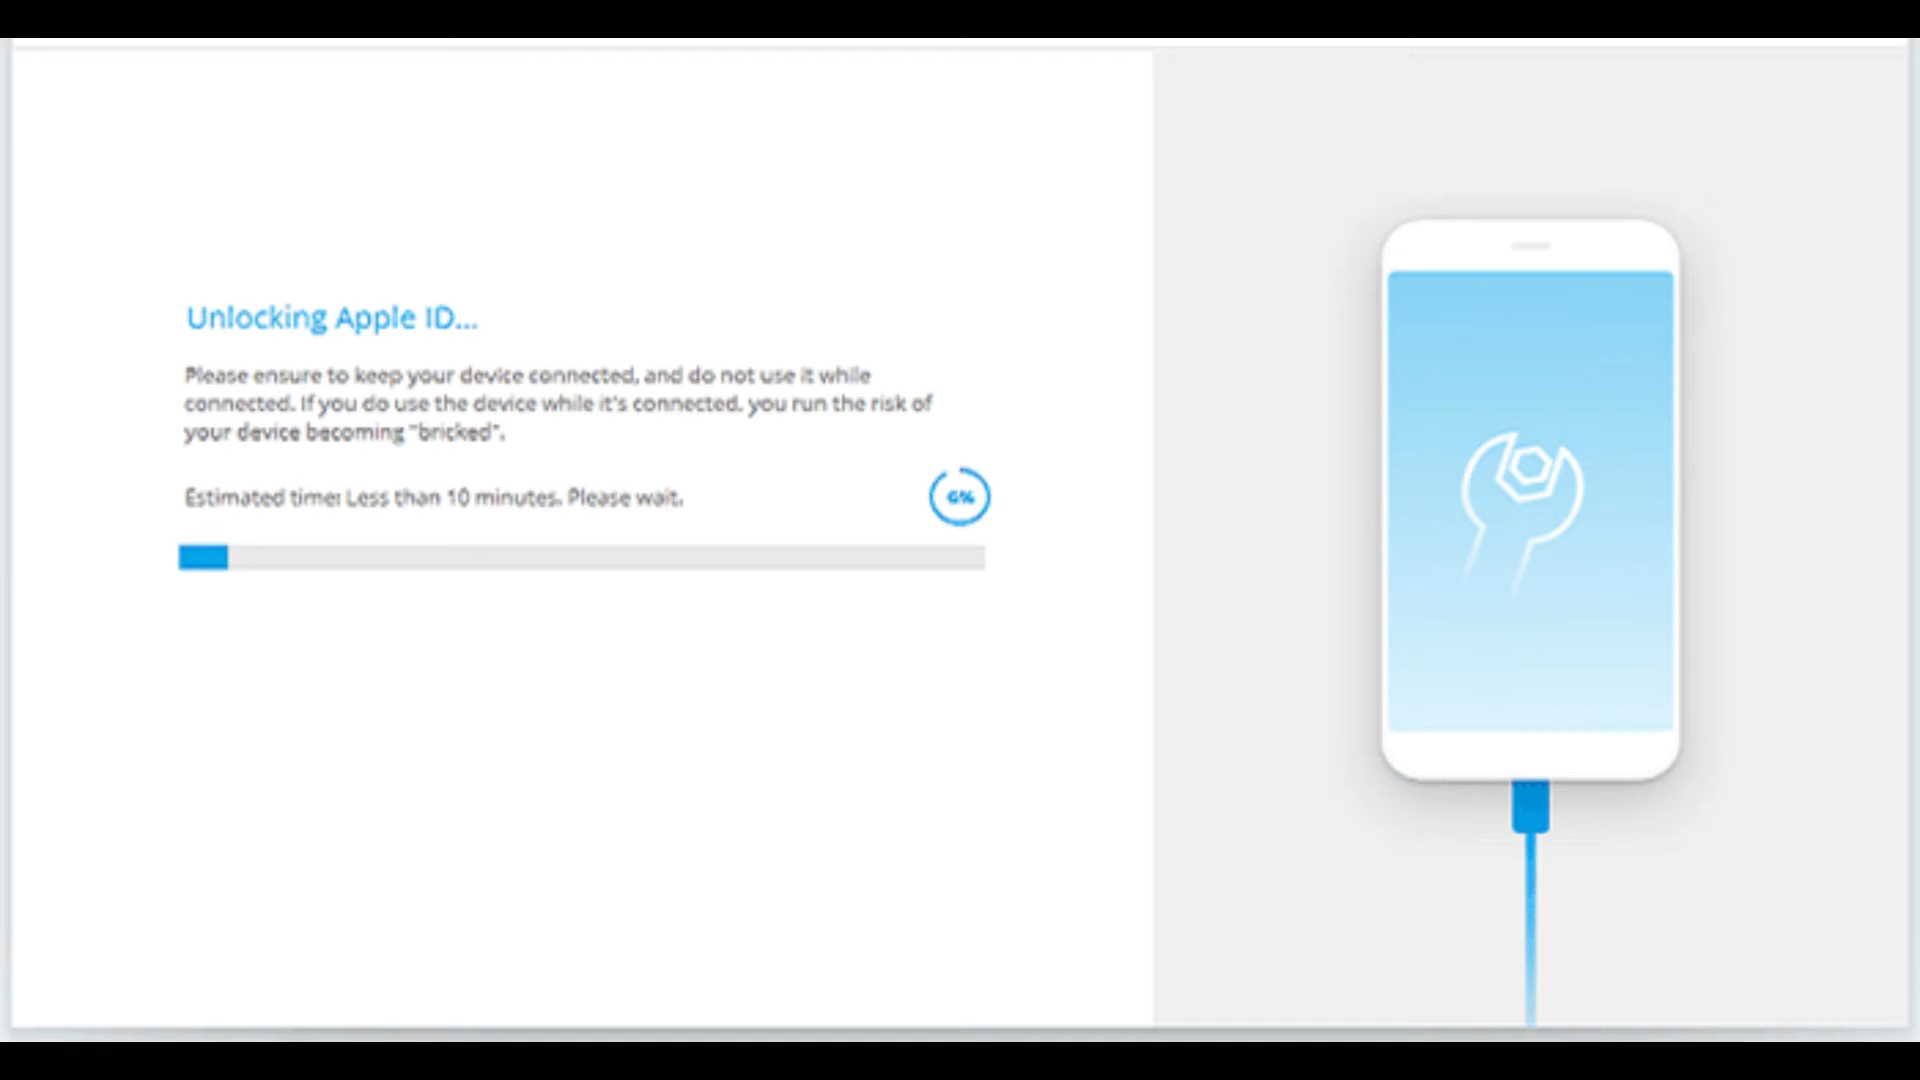 Unlocking Apple ID...
Please ensure to keep your device connected, and do not use it while
connected. If you do use the device while it's connected, you run the risk of
your device becoming "bricked".
Estimated time: Less than 10 minutes. Please wait.
6%